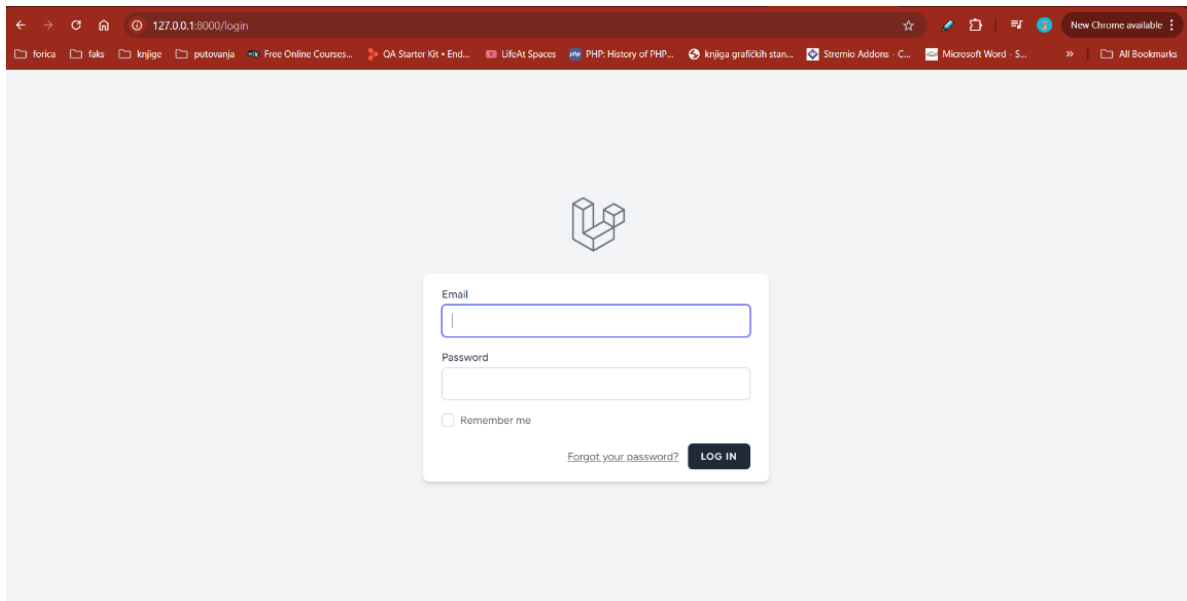 127.0.0.1:8000/login
New Chrome available
forica faks knjige putovanja Free Online Courses... QA Starter Kit • End... LifeAt Spaces PHP: History of PHP... knjiga grafičkih stan... Stremio Addons - C... Microsoft Word - S... » All Bookmarks
Email
Password
Remember me
Forgot your password? LOG IN